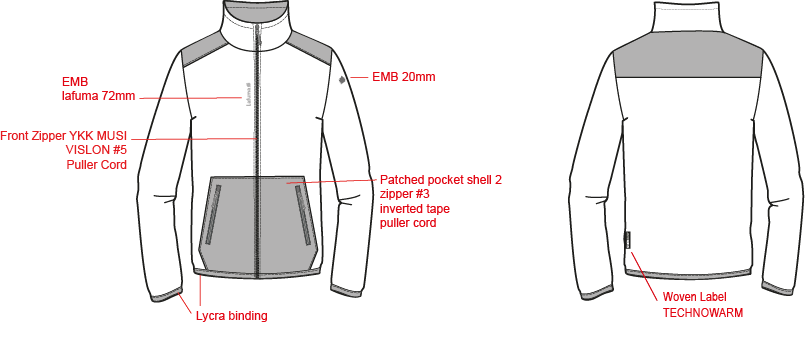 EMB
lafuma 72mm
Lafuma
EMB 20mm
Front Zipper YKK MUSI
VISLON #5
Puller Cord
Patched pocket shell 2
zipper #3
inverted tape
puller cord
Lycra binding
Woven Label
TECHNOWARM